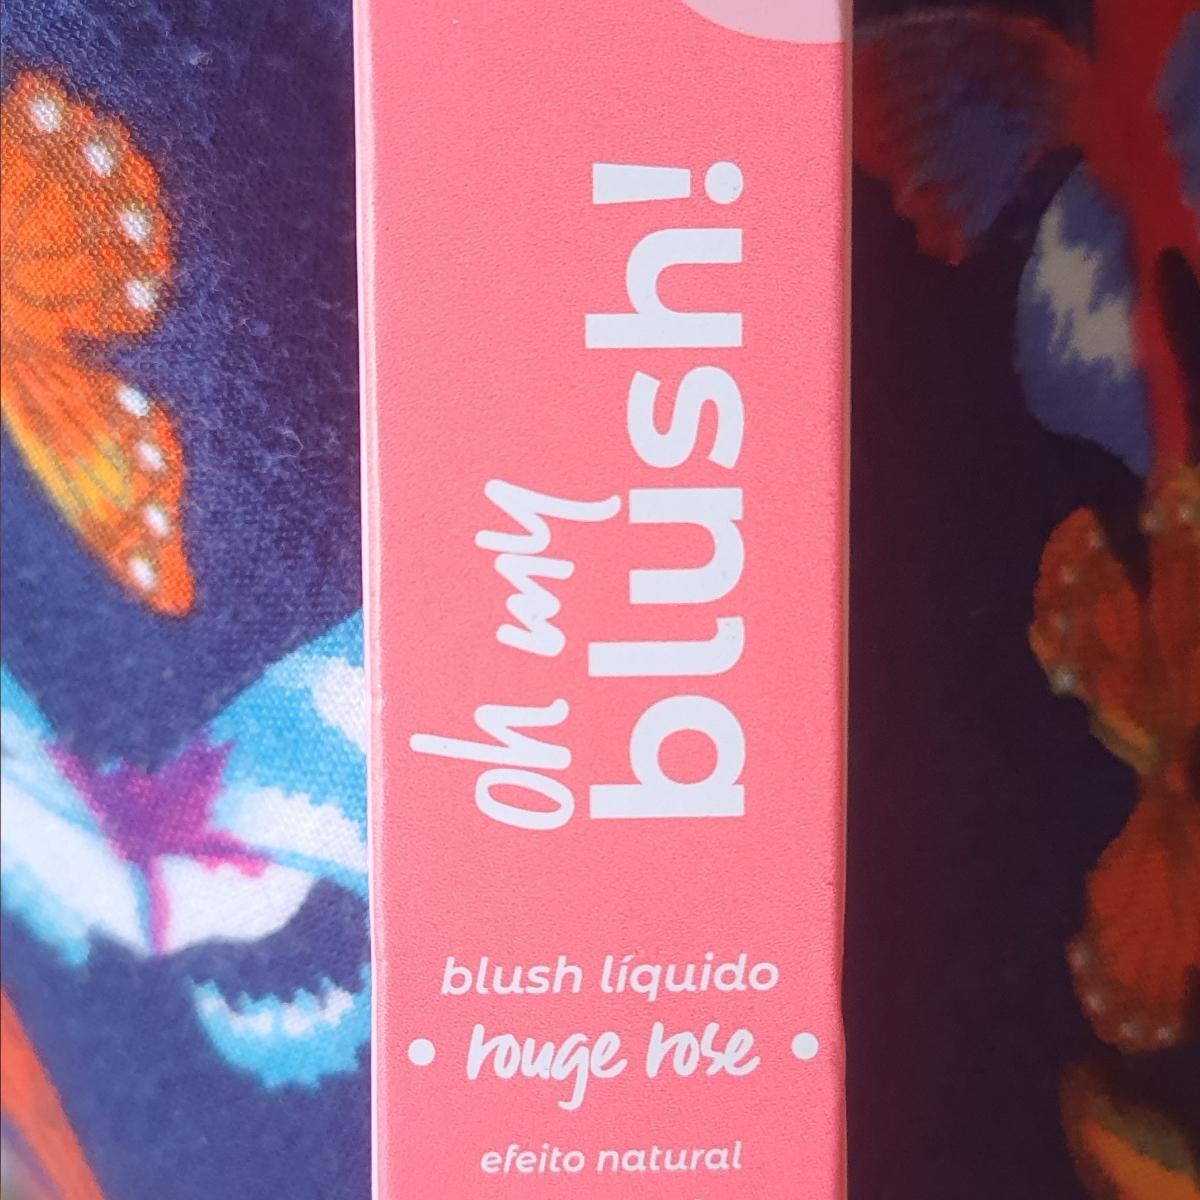 oh my
blush!
blush líquido
• rouge rose •
efeito natural